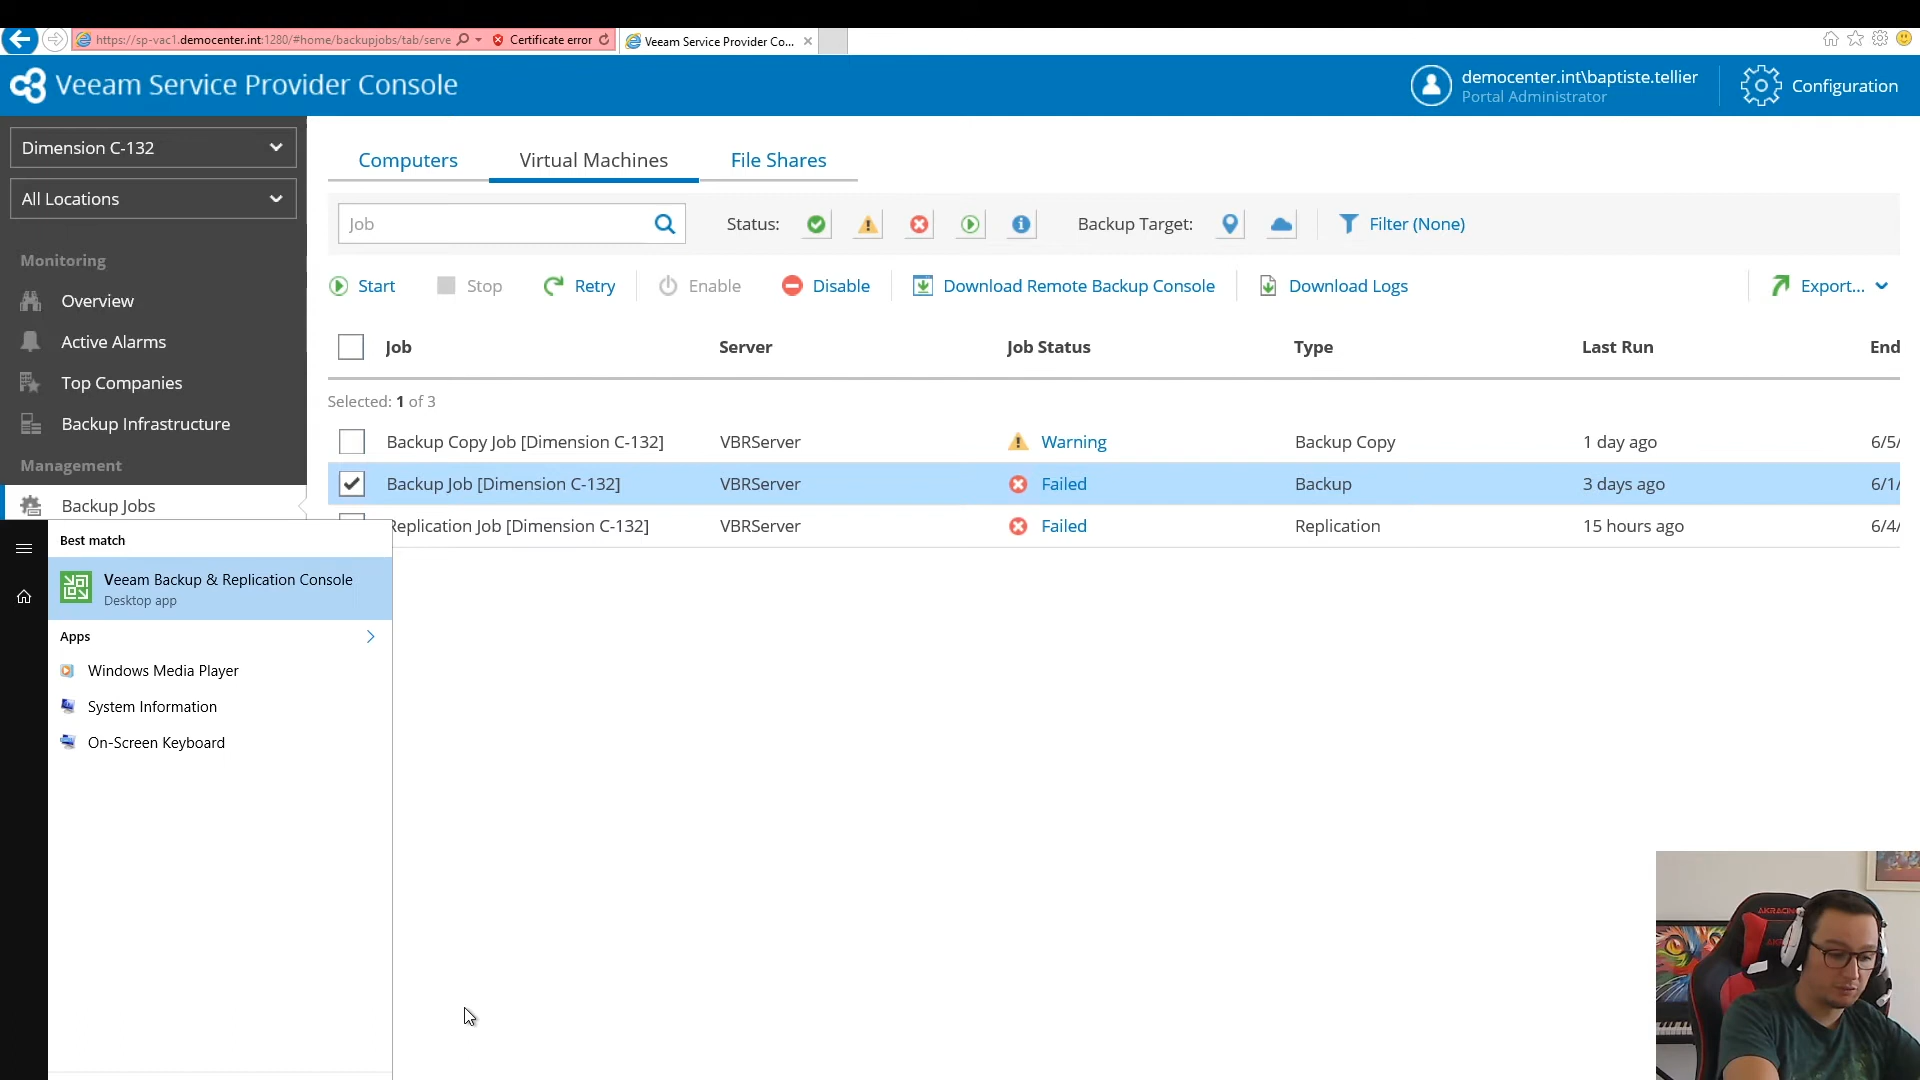 https://sp-vac1.democenter.int:1280/#home/backupjobs/tab/serve
Certificate error
Veeam Service Provider Co...
Veeam Service Provider Console
democenter.int\baptiste.tellier
Portal Administrator
Configuration
Dimension C-132
All Locations
Monitoring
Overview
Active Alarms
Top Companies
Backup Infrastructure
Management
Backup Jobs
Computers
Virtual Machines
File Shares
Job
Status:
Backup Target:
Filter (None)
Start
Stop
Retry
Enable
Disable
Download Remote Backup Console
Download Logs
Export...
Job Server Job Status Type Last Run End
Selected: 1 of 3
Backup Copy Job [Dimension C-132] VBRServer Warning Backup Copy 1 day ago 6/5/
Backup Job [Dimension C-132] VBRServer Failed Backup 3 days ago 6/1/
Replication Job [Dimension C-132] VBRServer Failed Replication 15 hours ago 6/4/
Best match
Veeam Backup & Replication Console
Desktop app
Apps
Windows Media Player
System Information
On-Screen Keyboard
AKRACING